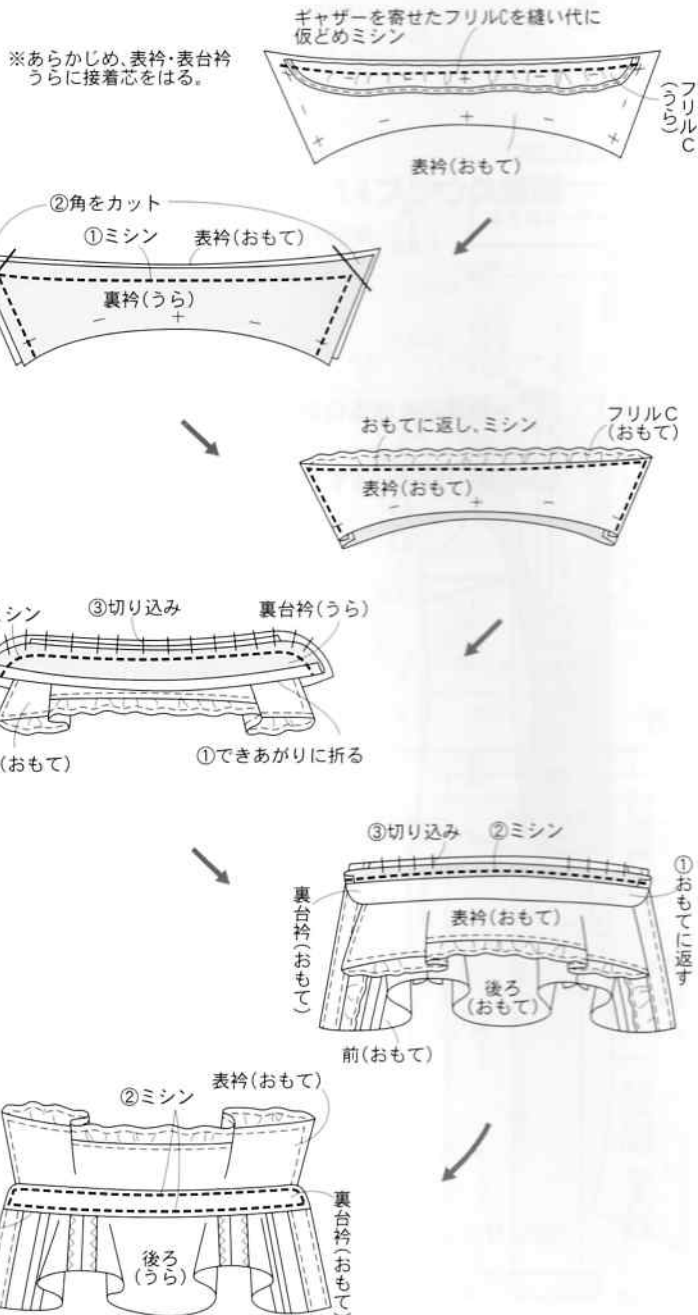 ※あらかじめ、表衿・表台衿
うらに接着芯をはる。
ギャザーを寄せたフリルCを縫い代に
仮どめミシン
フリルC
(うら)
表衿(おもて)
②角をカット
①ミシン
表衿(おもて)
裏衿(うら)
おもてに返し、ミシン
フリルC
(おもて)
表衿(おもて)
シン
③切り込み
裏台衿(うら)
(おもて)
①できあがりに折る
③切り込み
②ミシン
①おもてに返す
裏台衿(おもて)
表衿(おもて)
後ろ
(おもて)
前(おもて)
表衿(おもて)
②ミシン
裏台衿(おもて)
後ろ
(うら)